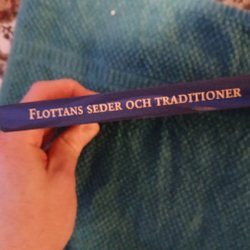 FLOTTANS SEDER OCH TRADITIONER